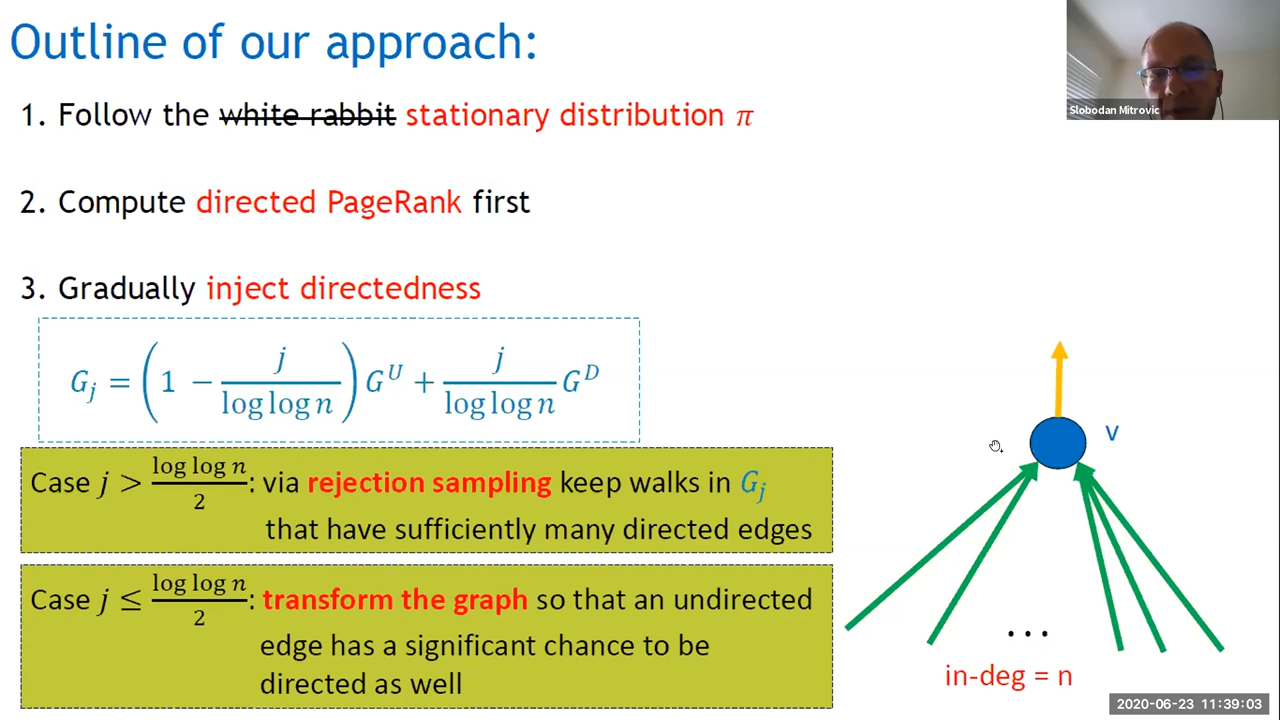 Outline of our approach:
Slobodan Mitrovic
1. Follow the white rabbit stationary distribution π
2. Compute directed PageRank first
3. Gradually inject directedness
G_j = (1 − j / log log n) G^U + j / log log n G^D
Case j > log log n / 2 : via rejection sampling keep walks in G_j
that have sufficiently many directed edges
Case j ≤ log log n / 2 : transform the graph so that an undirected
edge has a significant chance to be
directed as well
v
...
in-deg = n
2020-06-23 11:39:03